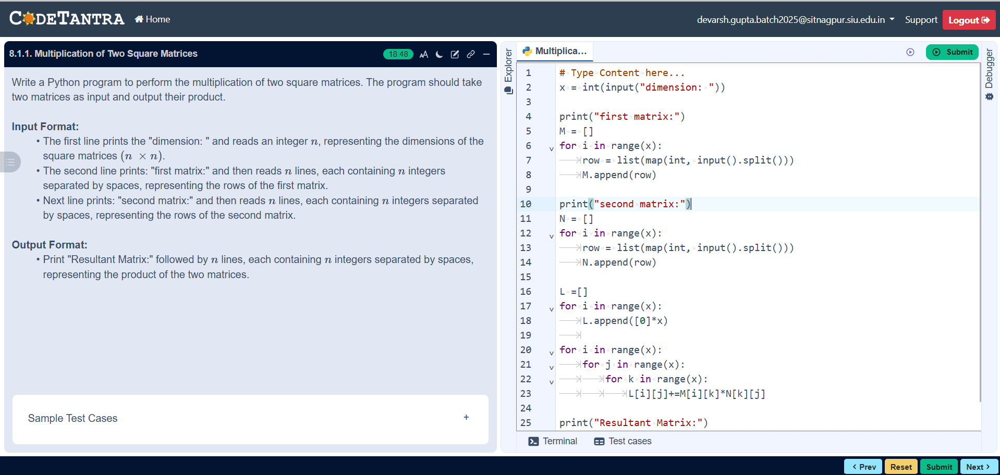 CODETANTRA
Home
devarsh.gupta.batch2025@sitnagpur.siu.edu.in
Support
Logout
8.1.1. Multiplication of Two Square Matrices
18:48
AA
Write a Python program to perform the multiplication of two square matrices. The program should take
two matrices as input and output their product.
Input Format:
• The first line prints the "dimension: " and reads an integer n, representing the dimensions of the
square matrices (n × n).
• The second line prints: "first matrix:" and then reads n lines, each containing n integers
separated by spaces, representing the rows of the first matrix.
• Next line prints: "second matrix:" and then reads n lines, each containing n integers separated
by spaces, representing the rows of the second matrix.
Output Format:
• Print "Resultant Matrix:" followed by n lines, each containing n integers separated by spaces,
representing the product of the two matrices.
Sample Test Cases
+
Explorer
Multiplica...
Submit
Debugger
1 # Type Content here...
2 x = int(input("dimension: "))
3
4 print("first matrix:")
5 M = []
6 for i in range(x):
7 row = list(map(int, input().split()))
8 M.append(row)
9
10 print("second matrix:")
11 N = []
12 for i in range(x):
13 row = list(map(int, input().split()))
14 N.append(row)
15
16 L =[]
17 for i in range(x):
18 L.append([0]*x)
19
20 for i in range(x):
21 for j in range(x):
22 for k in range(x):
23 L[i][j]+=M[i][k]*N[k][j]
24
25 print("Resultant Matrix:")
Terminal
Test cases
< Prev
Reset
Submit
Next >